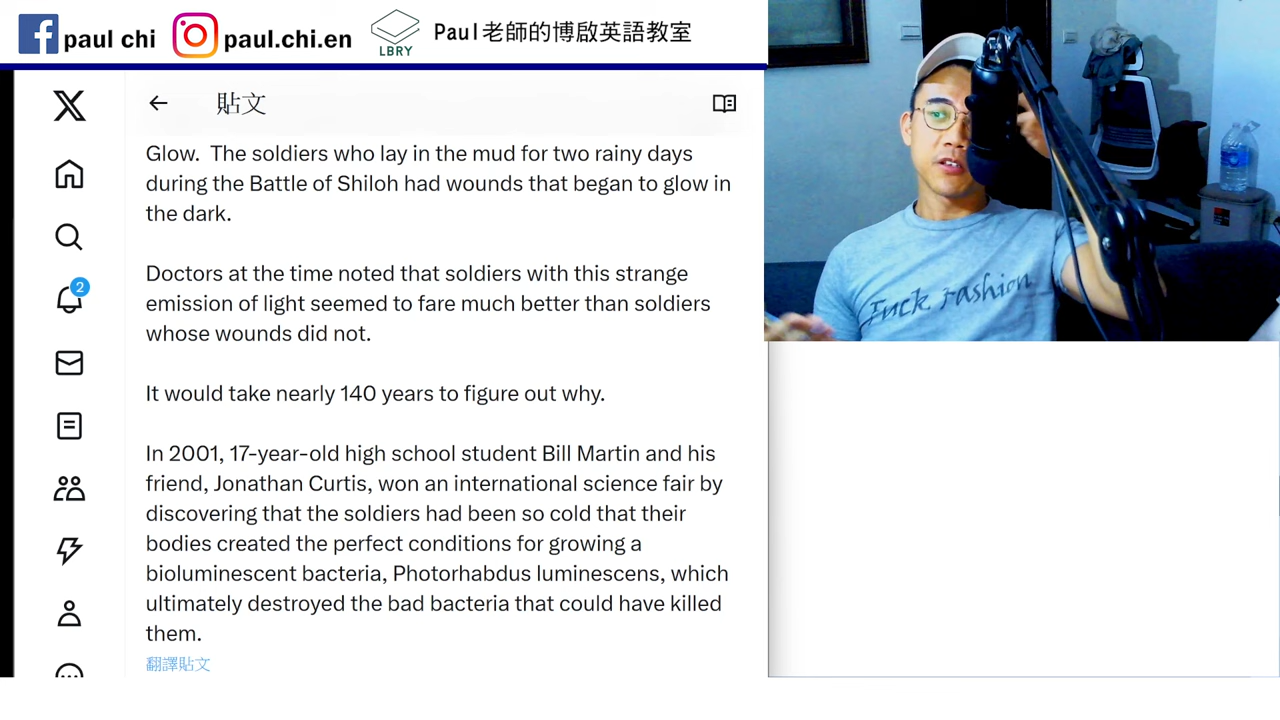 paul chi
paul.chi.en
LBRY
Paul老師的博啟英語教室
貼文
Glow. The soldiers who lay in the mud for two rainy days
during the Battle of Shiloh had wounds that began to glow in
the dark.
2
Doctors at the time noted that soldiers with this strange
emission of light seemed to fare much better than soldiers
whose wounds did not.
It would take nearly 140 years to figure out why.
In 2001, 17-year-old high school student Bill Martin and his
friend, Jonathan Curtis, won an international science fair by
discovering that the soldiers had been so cold that their
bodies created the perfect conditions for growing a
bioluminescent bacteria, Photorhabdus luminescens, which
ultimately destroyed the bad bacteria that could have killed
them.
翻譯貼文
Fuck Fashion